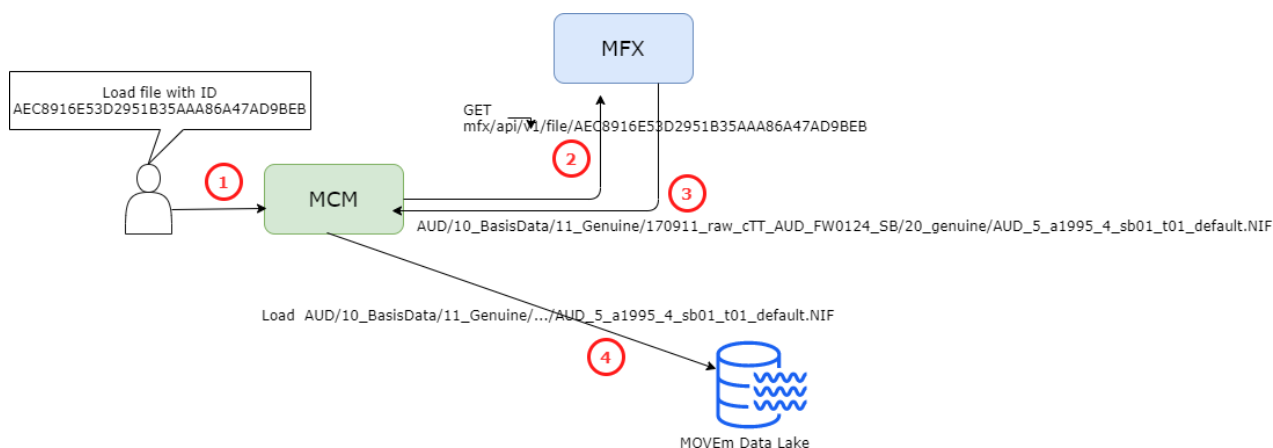 MFX
Load file with ID
AEC8916E53D2951B35AAA86A47AD9BEB
GET
mfx/api/v1/file/AEC8916E53D2951B35AAA86A47AD9BEB
2
1
3
MCM
AUD/10_BasisData/11_Genuine/170911_raw_cTT_AUD_FW0124_SB/20_genuine/AUD_5_a1995_4_sb01_t01_default.NIF
Load AUD/10_BasisData/11_Genuine/.../AUD_5_a1995_4_sb01_t01_default.NIF
4
MOVEm Data Lake